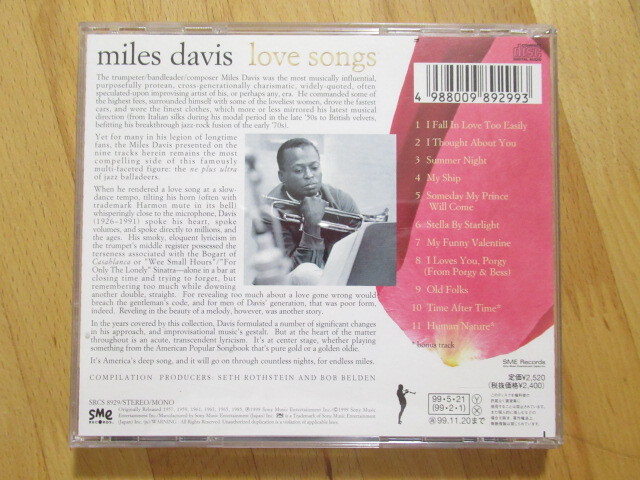 miles davis love songs
The trumpeter/bandleader/composer Miles Davis was the most musically influential,
purposefully protean, cross-generationally charismatic, widely-quoted, often
speculated-upon improvising artist of his, or perhaps any, era. He commanded some of
the highest fees, surrounded himself with some of the loveliest women, drove the fastest
cars, and wore the finest clothes, which more or less mirrored his latest musical
direction (from Italian silks during his modal period in the late '50s to British velvets,
befitting his breakthrough jazz-rock fusion of the early '70s).
Yet for many in his legion of longtime
fans, the Miles Davis presented on the
nine tracks herein remains the most
compelling side of this famously
multi-faceted figure: the ne plus ultra
of jazz balladeers.
When he rendered a love song at a slow-
dance tempo, tilting his horn (often with
trademark Harmon mute in its bell)
whisperingly close to the microphone, Davis
(1926–1991) spoke his heart, spoke
volumes, and spoke directly to millions, and
the ages. His smoky, eloquent lyricism in
the trumpet's middle register possessed the
terseness associated with the Bogart of
Casablanca or "Wee Small Hours"/"For
Only The Lonely" Sinatra—alone in a bar at
closing time and trying to forget, but
remembering too much while downing
another double, straight. For revealing too much about a love gone wrong would
breach the gentleman's code, and for men of Davis' generation, that was poor form,
indeed. Reveling in the beauty of a melody, however, was another story.
In the years covered by this collection, Davis formulated a number of significant changes
in his approach, and improvisational music's gestalt. But at the heart of the matter
throughout is an acute, transcendent lyricism. It's at center stage, whether playing
something from the American Popular Songbook that's pure gold or a golden oldie.
It's America's deep song, and it will go on through countless nights, for endless miles.
COMPILATION PRODUCERS: SETH ROTHSTEIN AND BOB BELDEN
SRCS 8929/STEREO/MONO
SME
RECORDS
4 988009 892993
1 I Fall In Love Too Easily
2 I Thought About You
3 Summer Night
4 My Ship
5 Someday My Prince
Will Come
6 Stella By Starlight
7 My Funny Valentine
8 I Loves You, Porgy
(From Porgy & Bess)
9 Old Folks
10 Time After Time*
11 Human Nature*
* bonus track
SME Records
定価¥2,520
(税抜価格¥2,400)
99・5・21
(99・2・1)
Y
X
再99.11.20まで